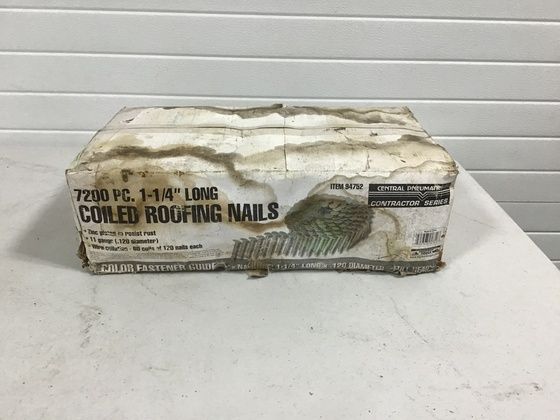 7200 PC. 1-1/4" LONG
COILED ROOFING NAILS
• Zinc plated to resist rust
• 11 gauge (.120 diameter)
• Wire collation - 60 coils of 120 nails each
ITEM 94752
CENTRAL PNEUMATIC
CONTRACTOR SERIES
COLOR FASTENER GUIDE
1-1/4" LONG x .120 DIAMETER